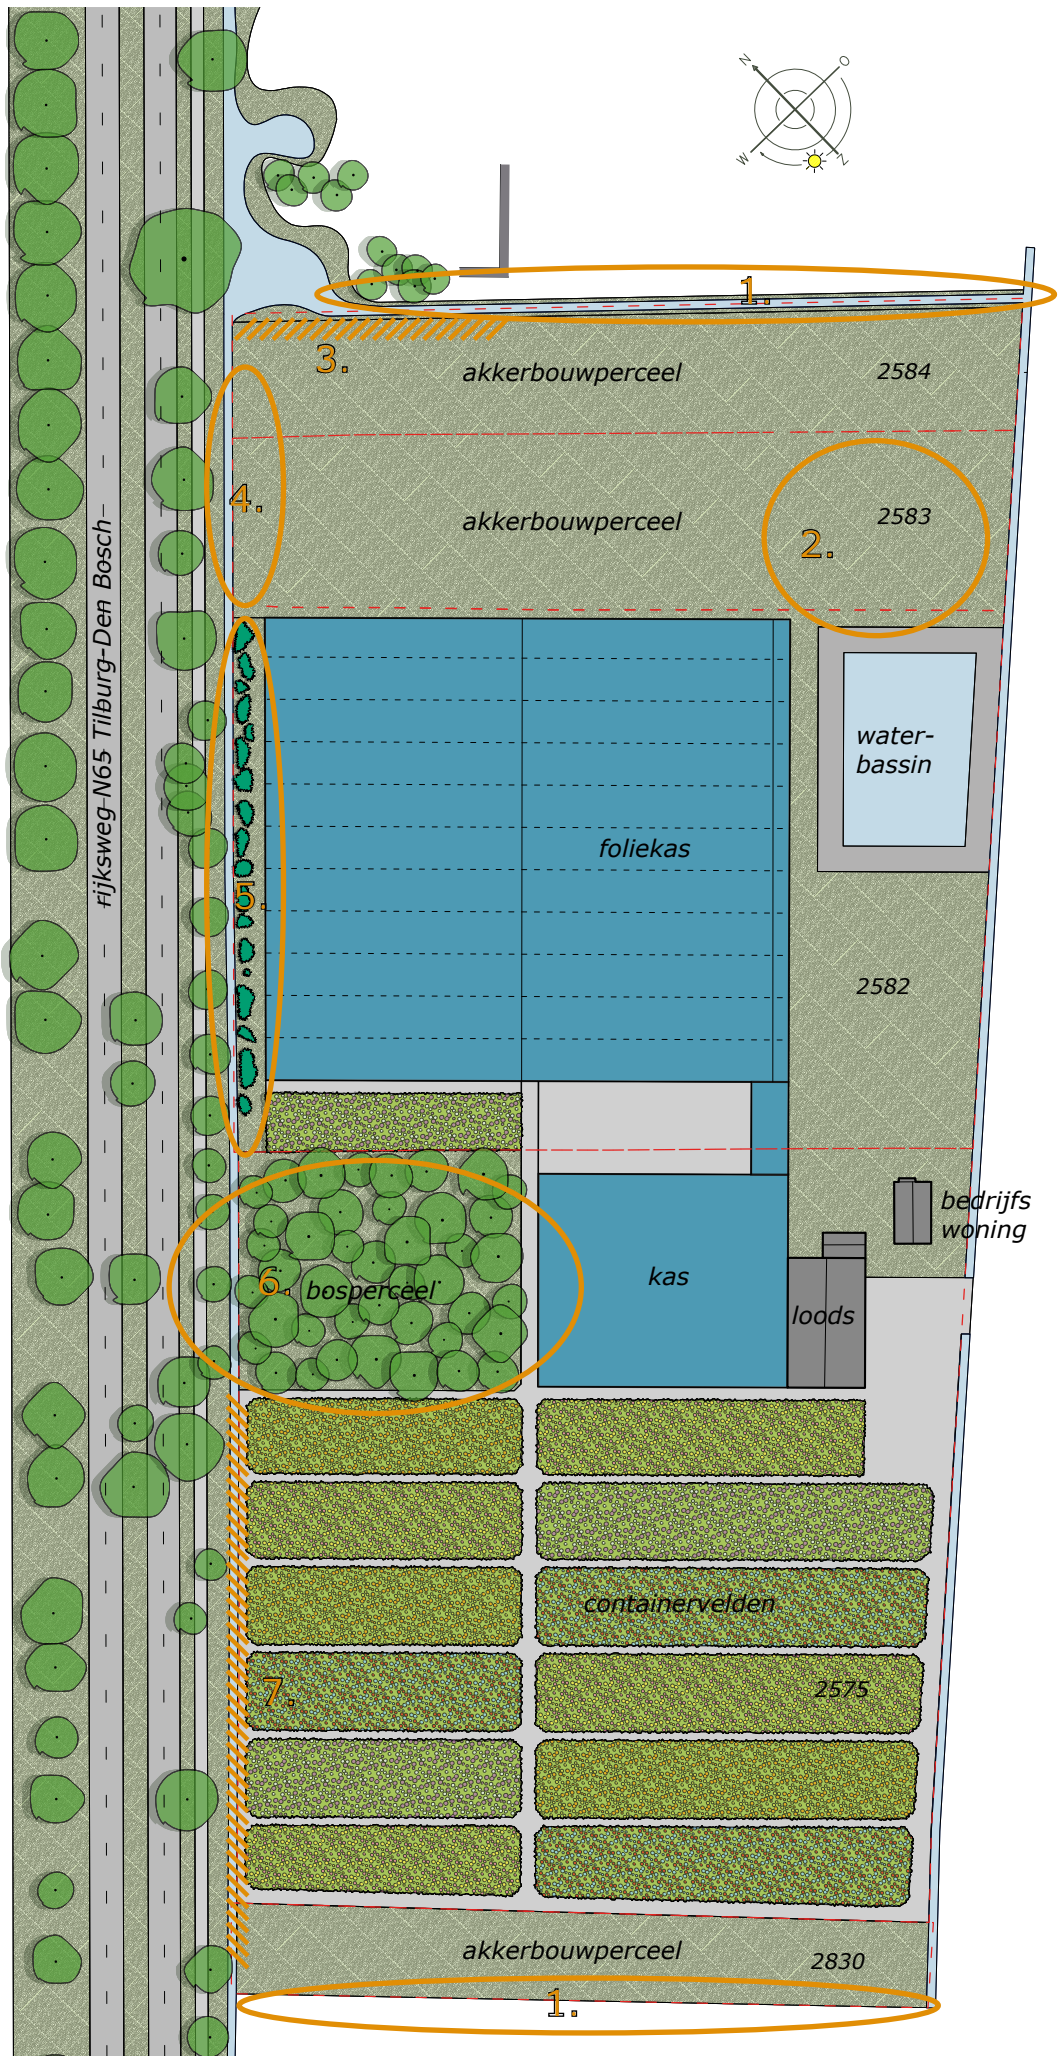 N
O
W
Z
1.
3.
akkerbouwperceel
2584
4.
akkerbouwperceel
2583
2.
rijksweg N65 Tilburg-Den Bosch
water-
bassin
foliekas
5.
2582
bedrijfs
woning
6.
bosperceel
kas
loods
containervelden
7.
2575
akkerbouwperceel
2830
1.